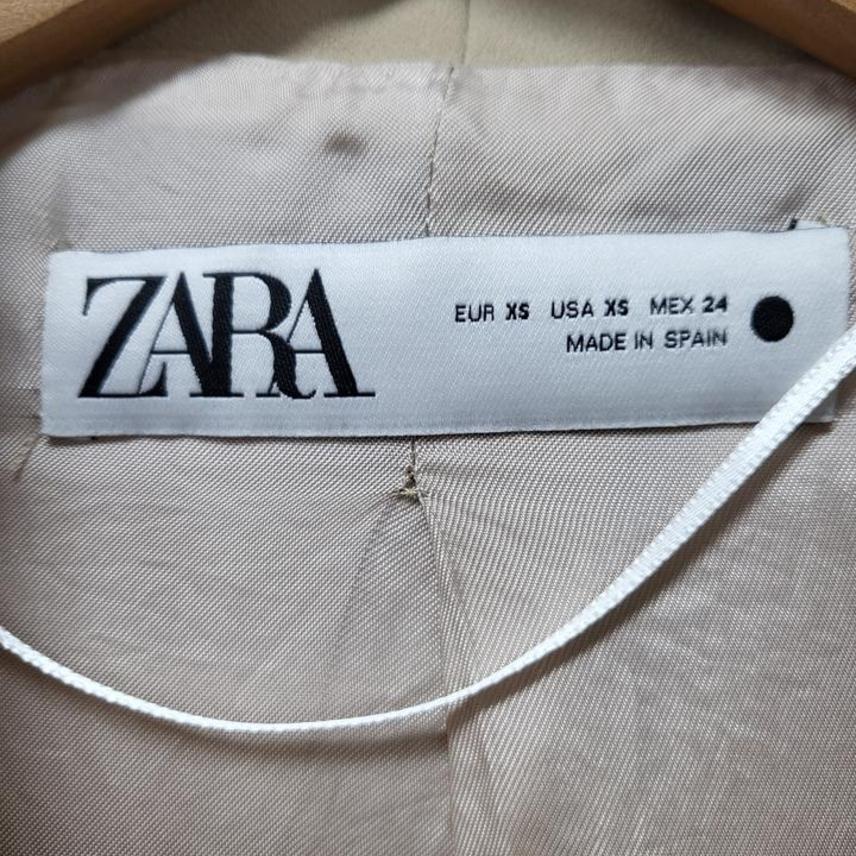 ZARA
EUR XS USA XS MEX 24
MADE IN SPAIN